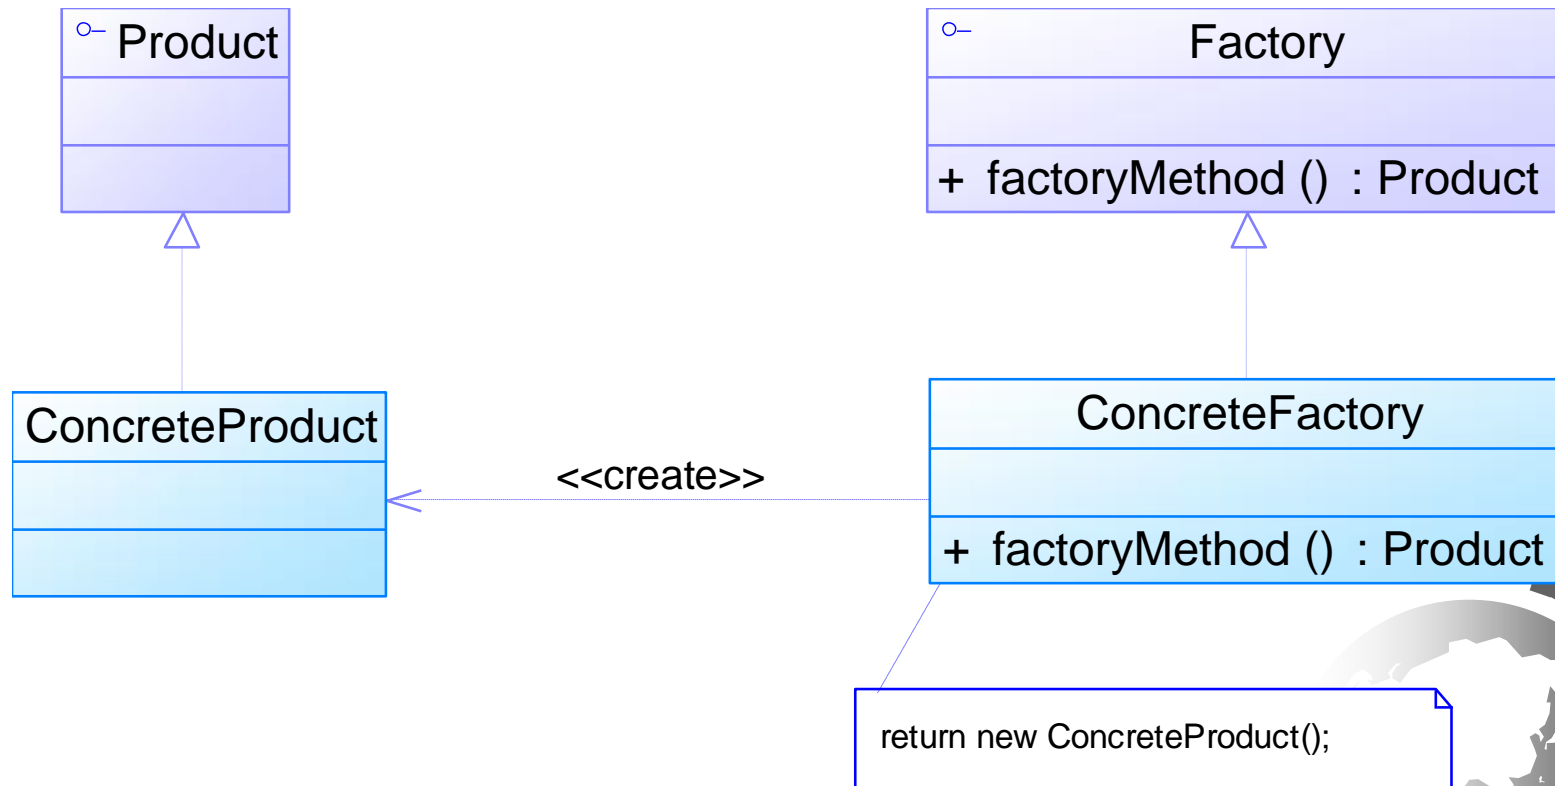 Product
Factory
+ factoryMethod () : Product
ConcreteProduct
ConcreteFactory
<<create>>
+ factoryMethod () : Product
return new ConcreteProduct();